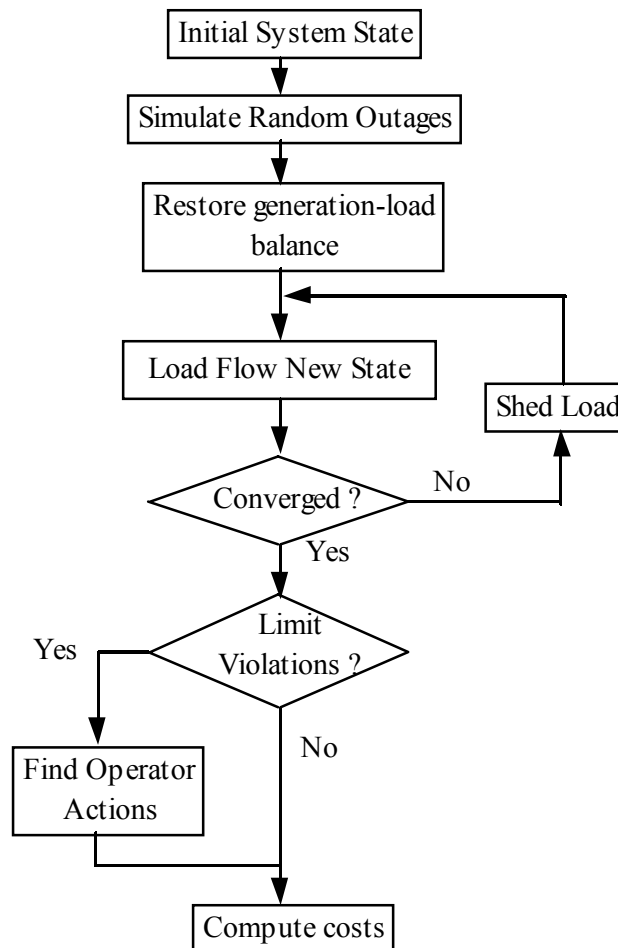 Initial System State
Simulate Random Outages
Restore generation-load
balance
Load Flow New State
Shed Load
Converged ?
No
Yes
Limit
Violations ?
Yes
No
Find Operator
Actions
Compute costs